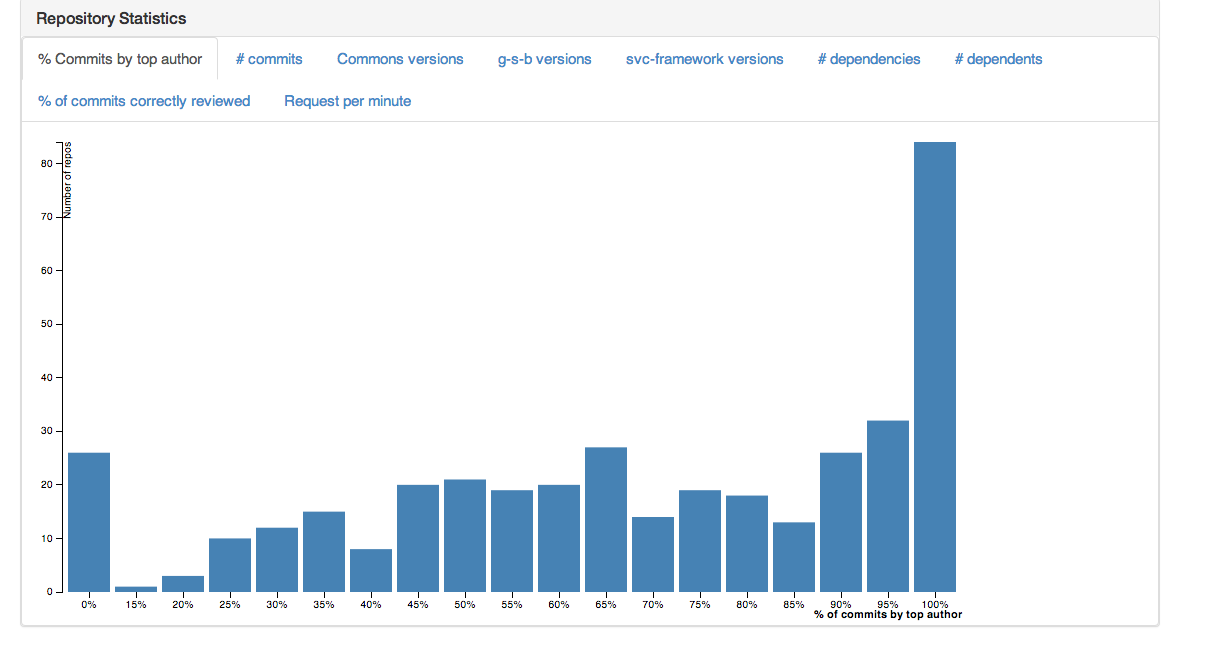 Repository Statistics
% Commits by top author # commits Commons versions g-s-b versions svc-framework versions # dependencies # dependents
% of commits correctly reviewed Request per minute
Number of repos
80
70
60
50
40
30
20
10
0
0% 15% 20% 25% 30% 35% 40% 45% 50% 55% 60% 65% 70% 75% 80% 85% 90% 95% 100%
% of commits by top author